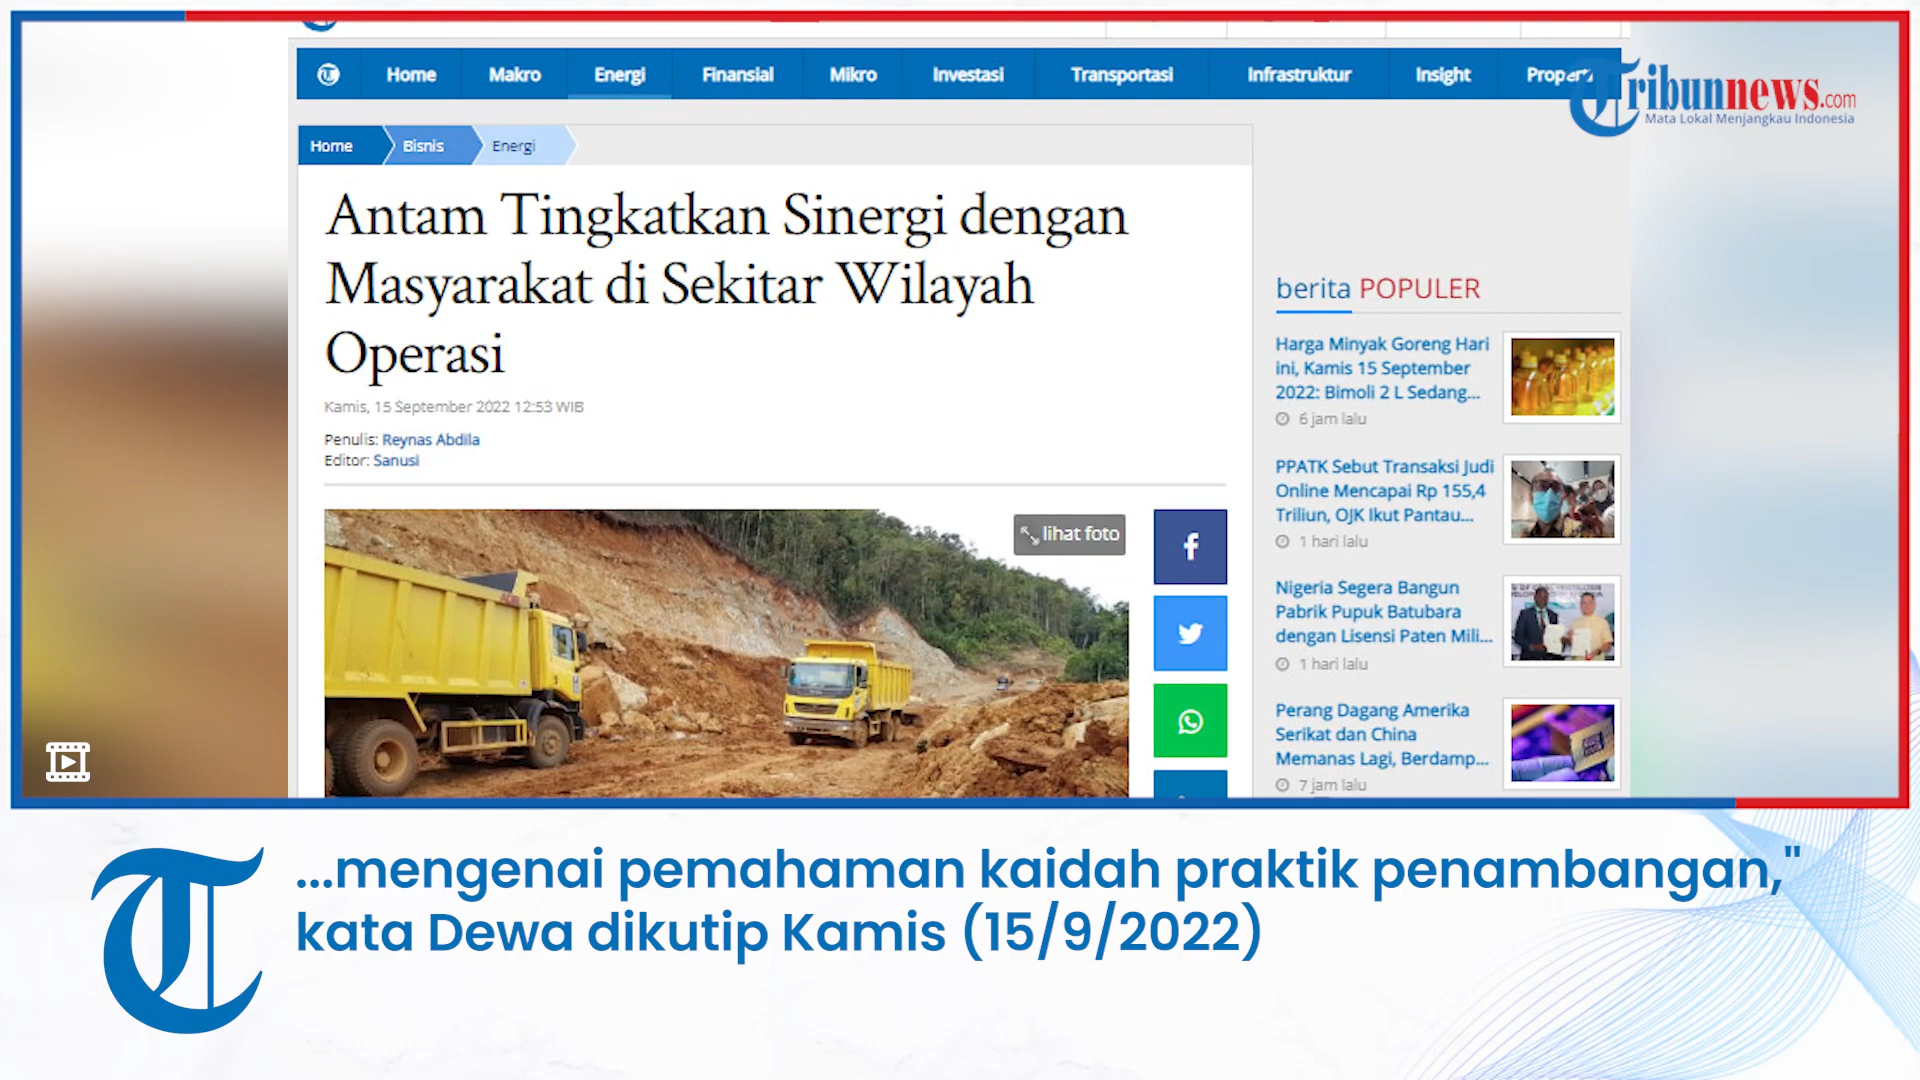 Home Makro Energi Finansial Mikro Investasi Transportasi Infrastruktur Insight
Tribunnews.com
Mata Lokal Menjangkau Indonesia
Home Bisnis Energi
Antam Tingkatkan Sinergi dengan
Masyarakat di Sekitar Wilayah
Operasi
Kamis, 15 September 2022 12:53 WIB
Penulis: Reynas Abdila
Editor: Sanusi
lihat foto
berita POPULER
Harga Minyak Goreng Hari
ini, Kamis 15 September
2022: Bimoli 2 L Sedang...
6 jam lalu
PPATK Sebut Transaksi Judi
Online Mencapai Rp 155,4
Triliun, OJK Ikut Pantau...
1 hari lalu
Nigeria Segera Bangun
Pabrik Pupuk Batubara
dengan Lisensi Paten Mili...
1 hari lalu
Perang Dagang Amerika
Serikat dan China
Memanas Lagi, Berdamp...
7 jam lalu
...mengenai pemahaman kaidah praktik penambangan,"
kata Dewa dikutip Kamis (15/9/2022)